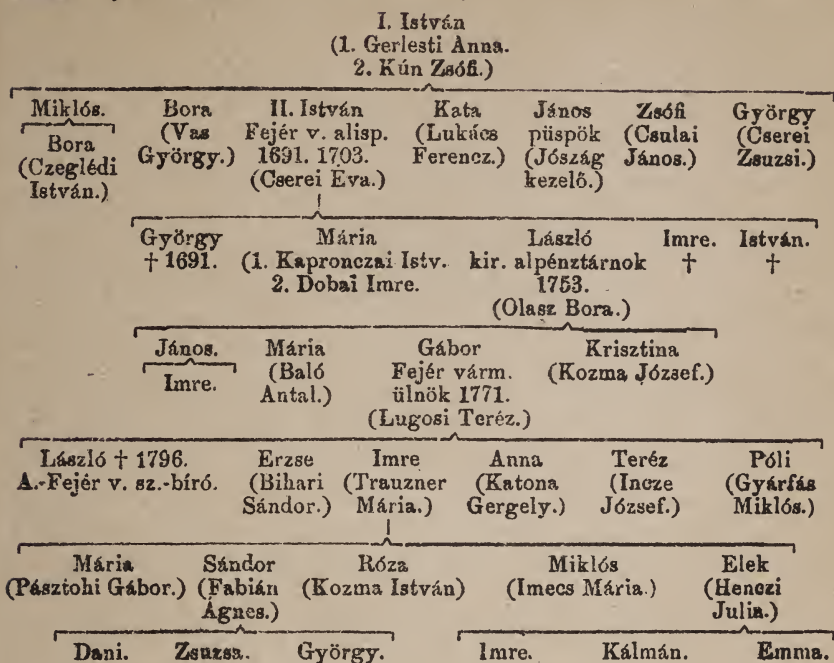 I. István
(1. Gerlesti Anna.
2. Kún Zsófi.)
Miklós. Bora II. István Kata János Zsófi György
Bora (Vas Fejér v. alisp. (Lukács püspök (Csulai (Cserei
(Czeglédi György.) 1691. 1703. Ferencz.) (Jószág János.) Zsuzsi.)
István.) (Cserei Eva.) kezelő.)
György Mária László Imre. István.
† 1691. (1. Kapronczai Istv. kir. alpénztárnok † †
2. Dobai Imre. 1753.
(Olasz Bora.)
János. Mária Gábor Krisztina
Imre. (Baló Fejér várm. (Kozma József.)
Antal.) ülnök 1771.
(Lugosi Teréz.)
László † 1796. Erzse Imre Anna Teréz Póli
A.-Fejér v. sz.-bíró. (Bihari (Trauzner (Katona (Incze (Gyárfás
Sándor.) Mária.) Gergely.) József.) Miklós.)
Mária Sándor Róza Miklós Elek
(Pásztohi Gábor.) (Fabián (Kozma István) (Imecs Mária.) (Henczi
Ágnes.) Julia.)
Dani. Zsuzsa. György. Imre. Kálmán. Emma.